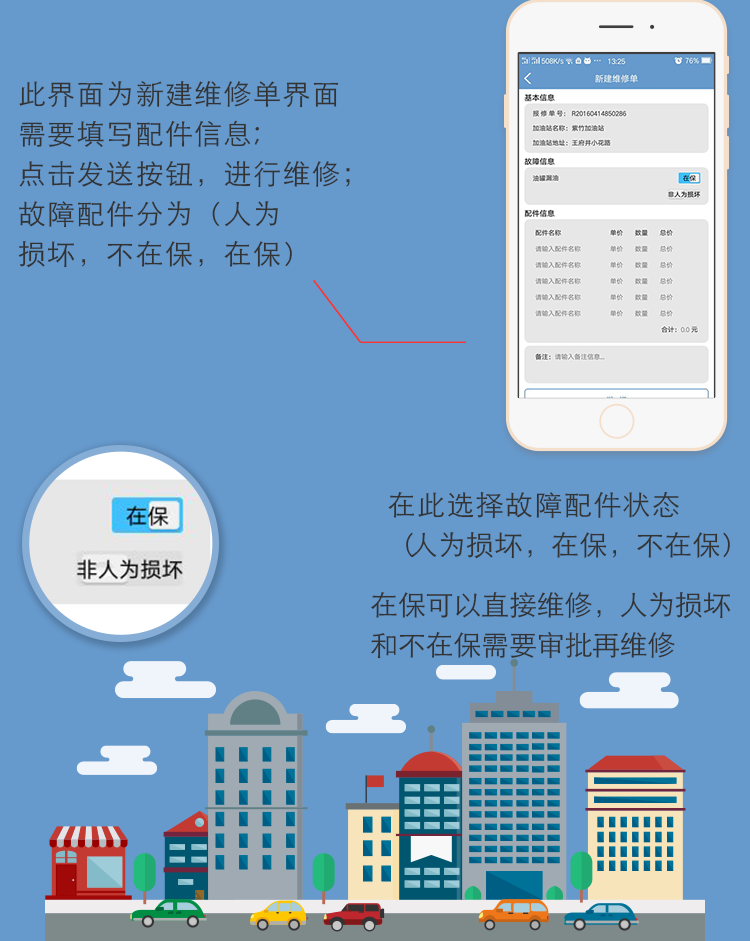 此界面为新建维修单界面
需要填写配件信息；
点击发送按钮，进行维修；
故障配件分为（人为
损坏，不在保，在保）
508K/s 13:25 76%
新建维修单
基本信息
报修单号： R20160414850286
加油站名称：紫竹加油站
加油站地址：王府井小花路
故障信息
油罐漏油 在保
非人为损坏
配件信息
配件名称 单价 数量 总价
请输入配件名称 单价 数量 总价
请输入配件名称 单价 数量 总价
请输入配件名称 单价 数量 总价
请输入配件名称 单价 数量 总价
请输入配件名称 单价 数量 总价
合计：0.0 元
备注：请输入备注信息...
在保
非人为损坏
在此选择故障配件状态
（人为损坏，在保，不在保）
在保可以直接维修，人为损坏
和不在保需要审批再维修